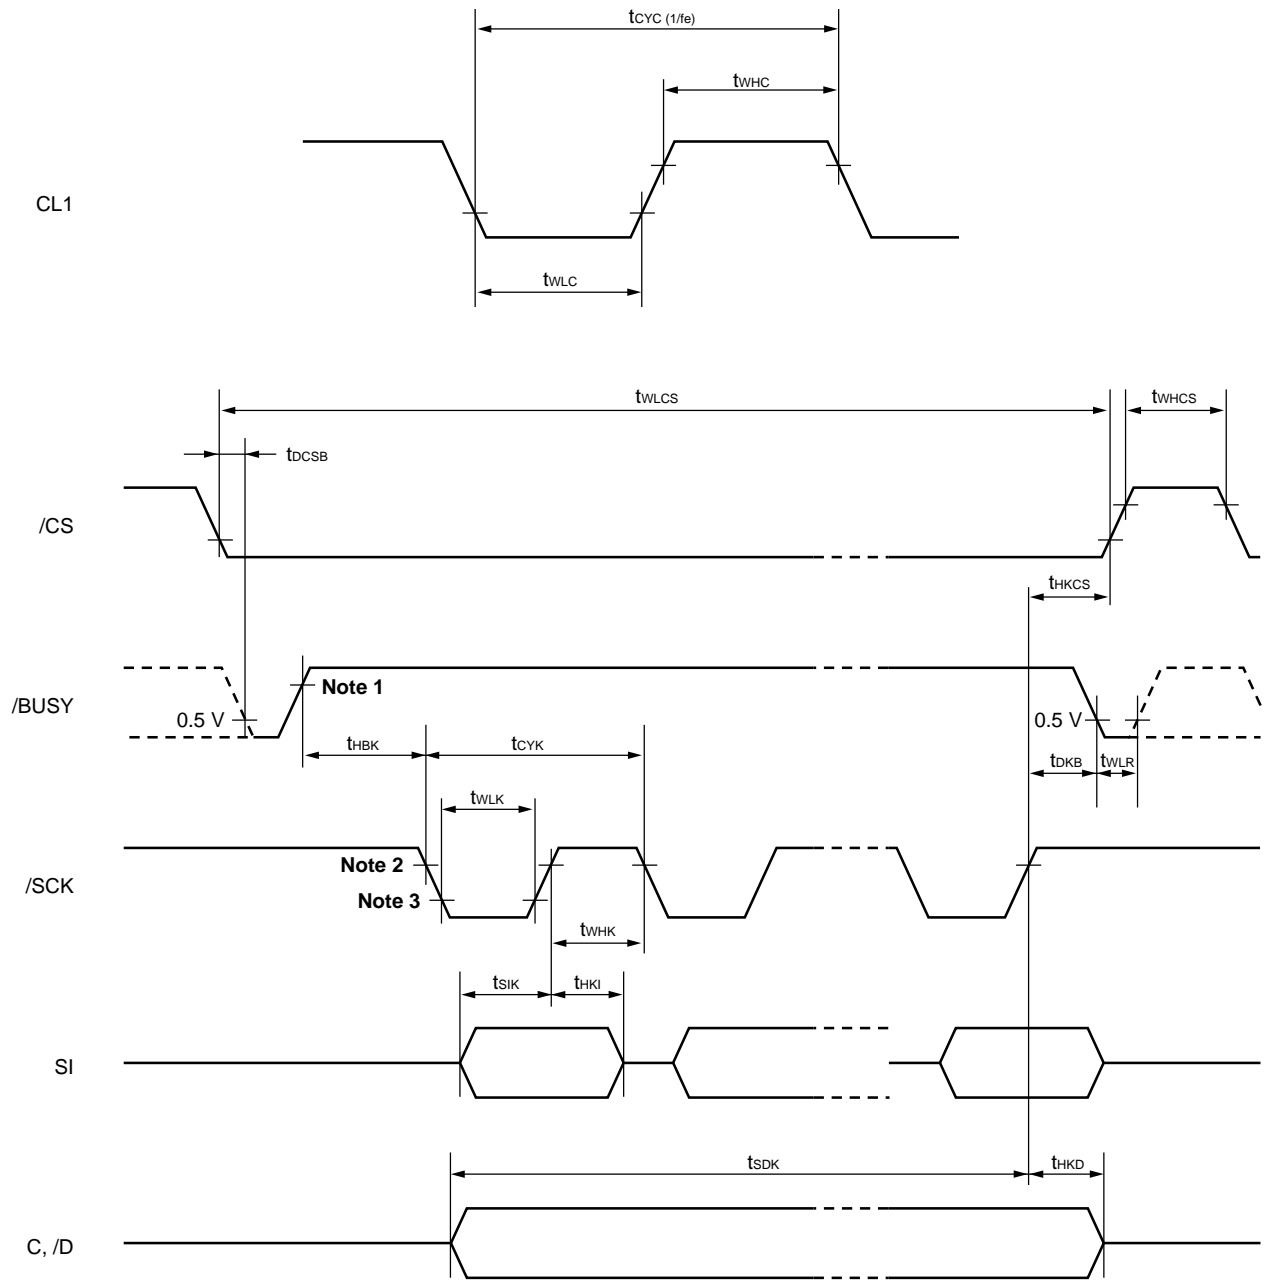 tCYC (1/fe)
tWHC
CL1
tWLC
tWLCS
tWHCS
tDCSB
/CS
tHKCS
Note 1
/BUSY
0.5 V
0.5 V
tHBK
tCYK
tDKB
tWLR
tWLK
Note 2
/SCK
Note 3
tWHK
tSIK
tHKI
SI
tSDK
tHKD
C, /D